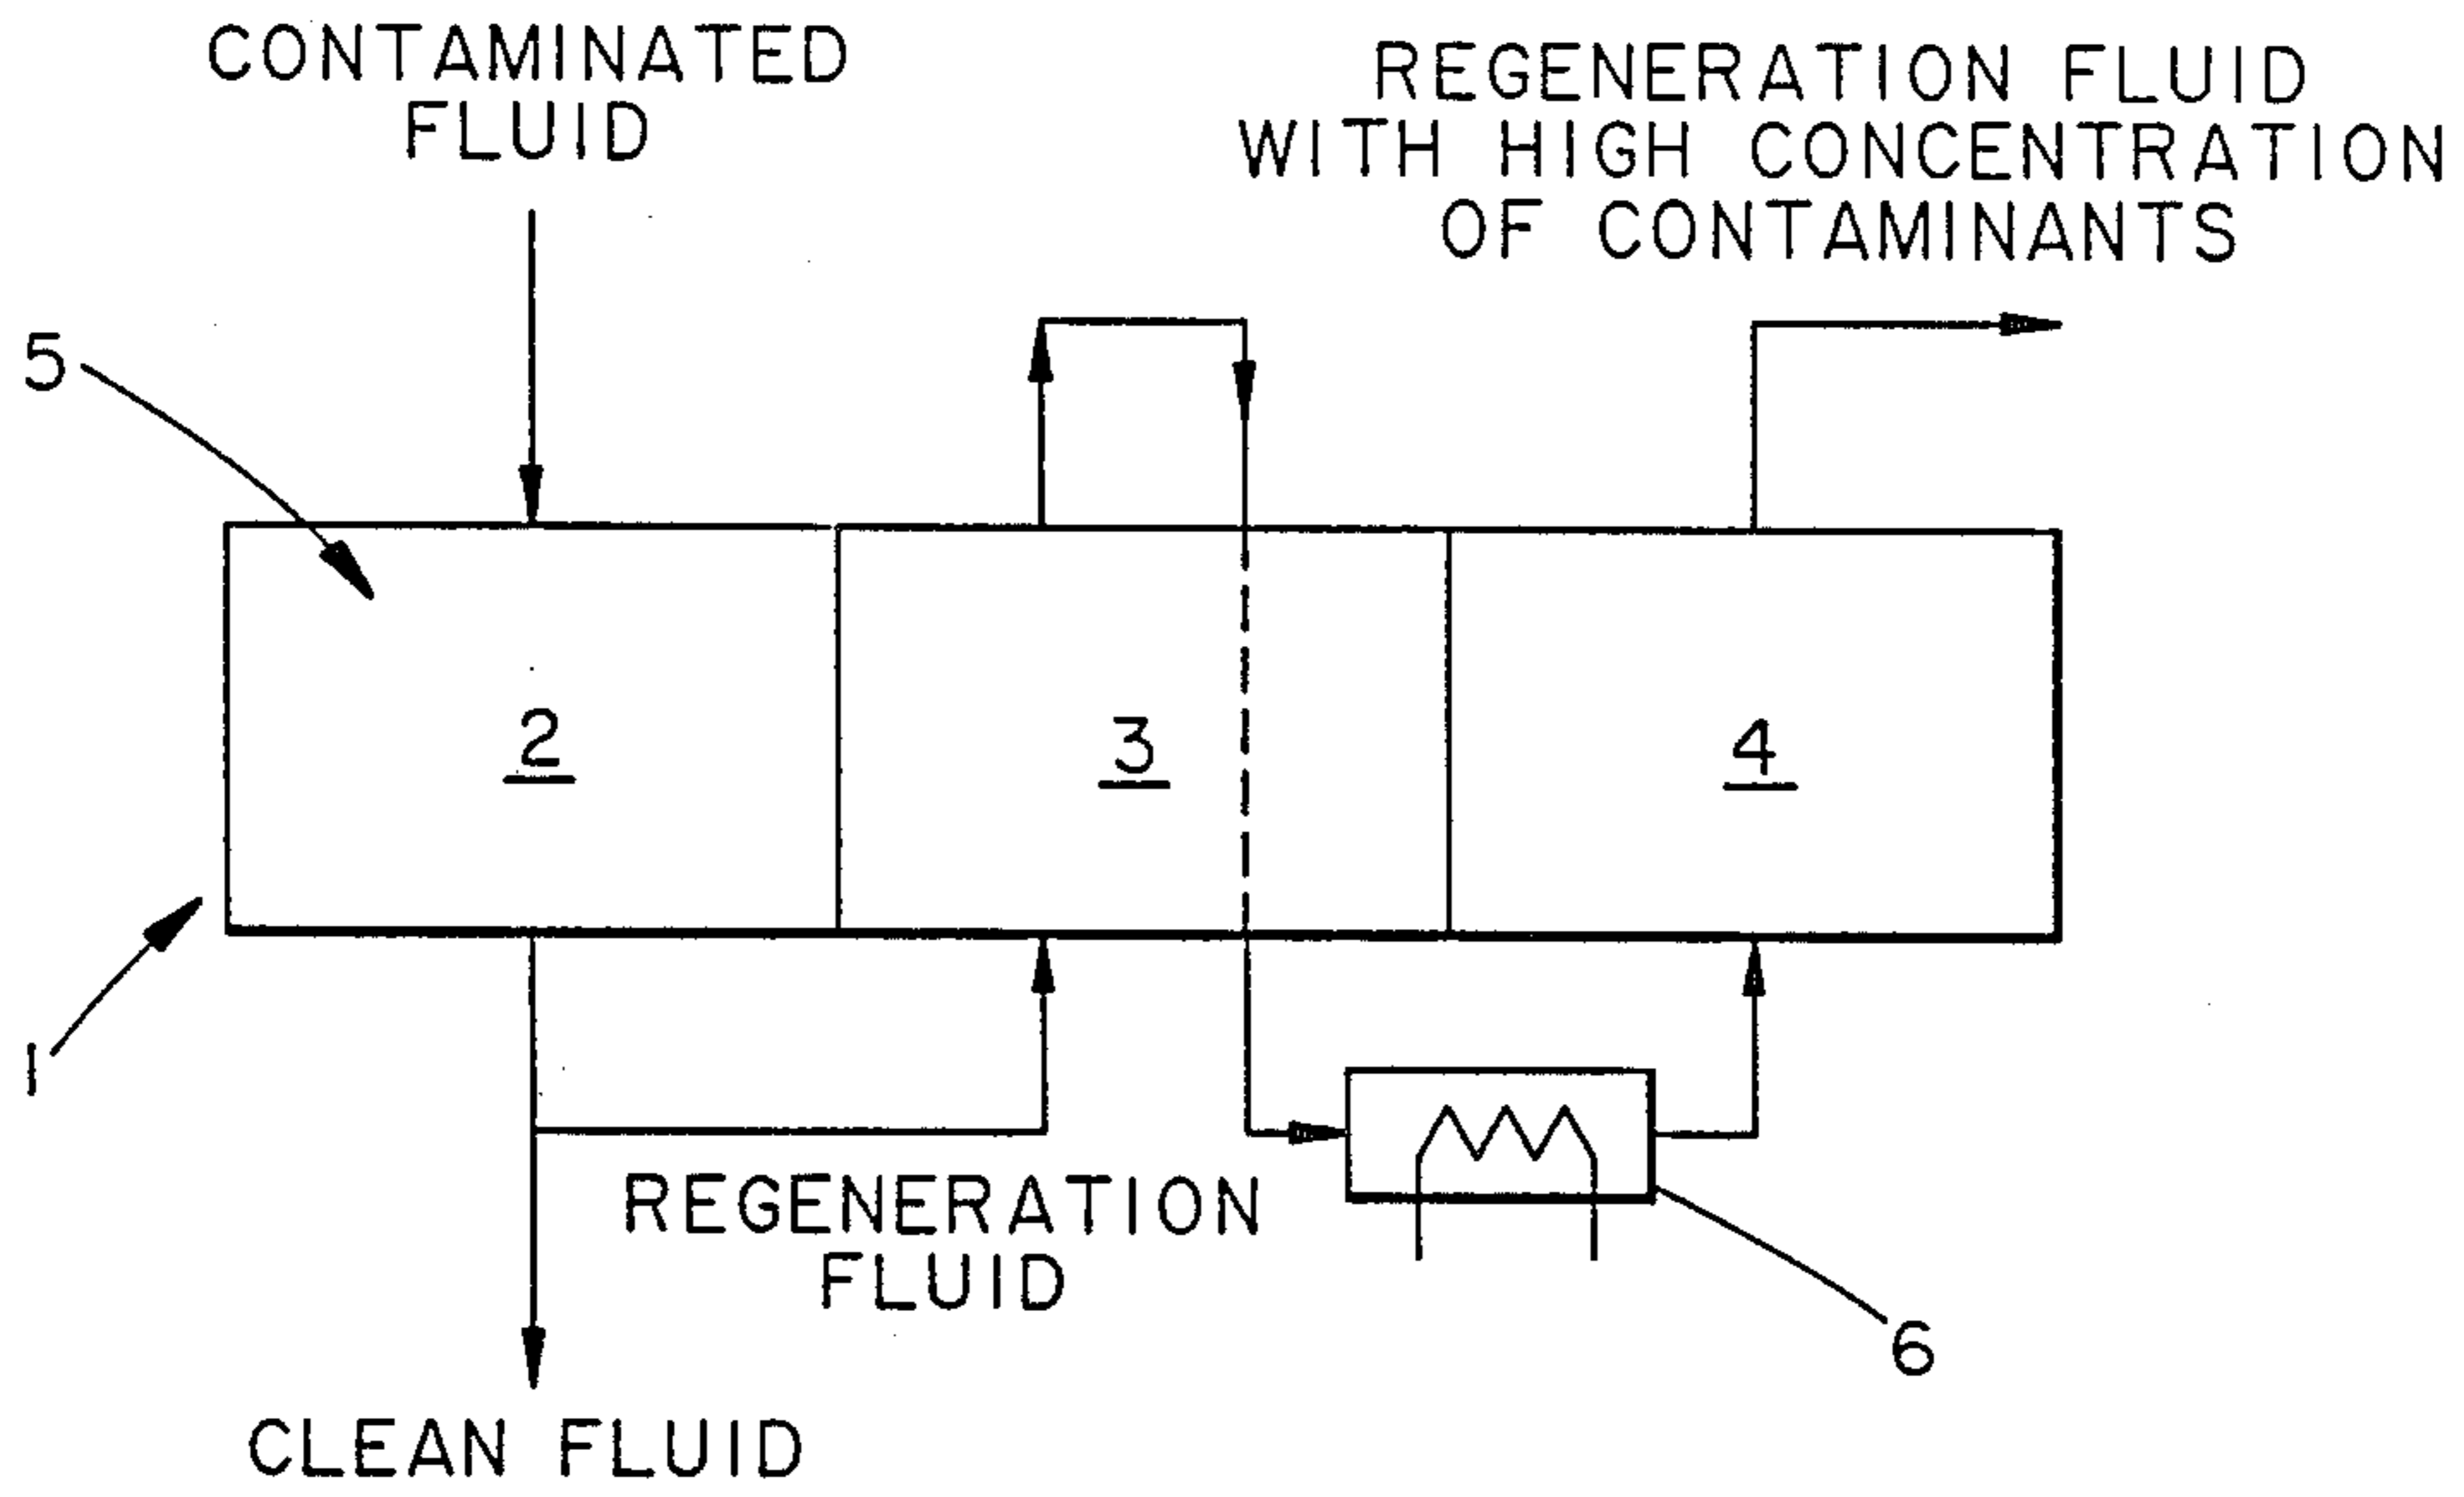 CONTAMINATED
FLUID
REGENERATION FLUID
WITH HIGH CONCENTRATION
OF CONTAMINANTS
5
2
3
4
1
REGENERATION
FLUID
6
CLEAN FLUID